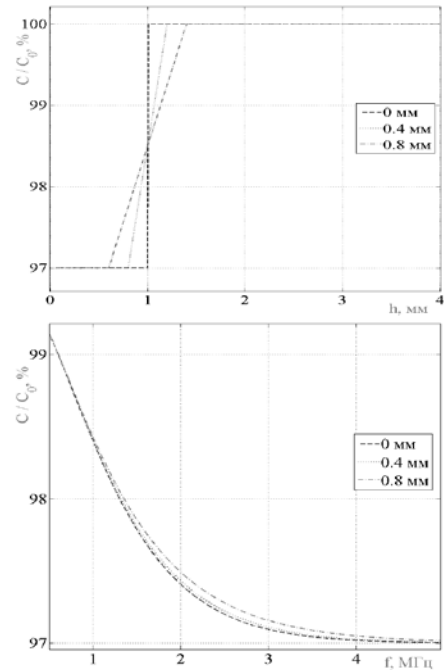 C/C₀, %
100
99
98
97
0 мм
0.4 мм
0.8 мм
0 1 2 3 4
h, мм
C/C₀, %
99
98
97
0 мм
0.4 мм
0.8 мм
1 2 3 4
f, МГц